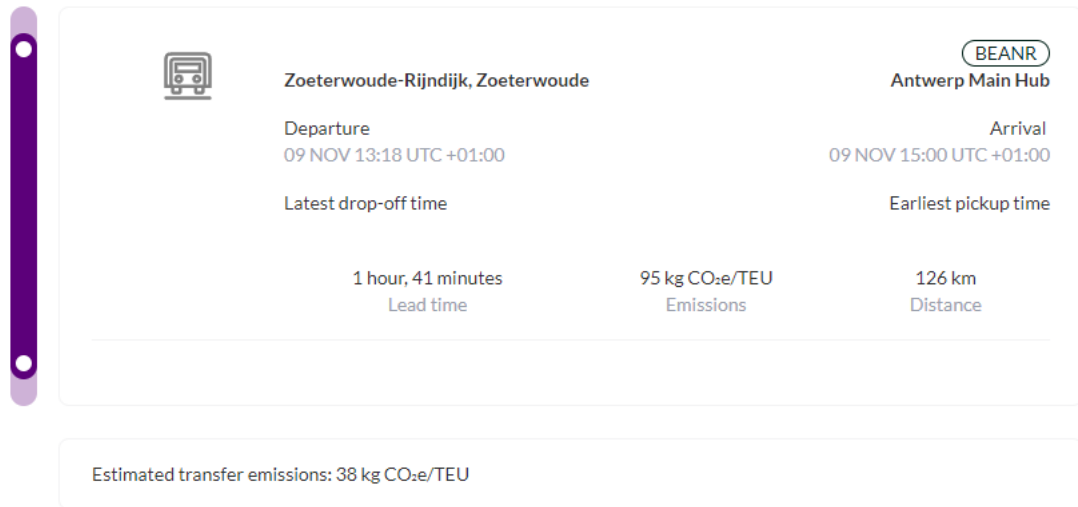 BEANR
Zoeterwoude-Rijndijk, Zoeterwoude Antwerp Main Hub
Departure Arrival
09 NOV 13:18 UTC +01:00 09 NOV 15:00 UTC +01:00
Latest drop-off time Earliest pickup time
1 hour, 41 minutes 95 kg CO₂e/TEU 126 km
Lead time Emissions Distance
Estimated transfer emissions: 38 kg CO₂e/TEU